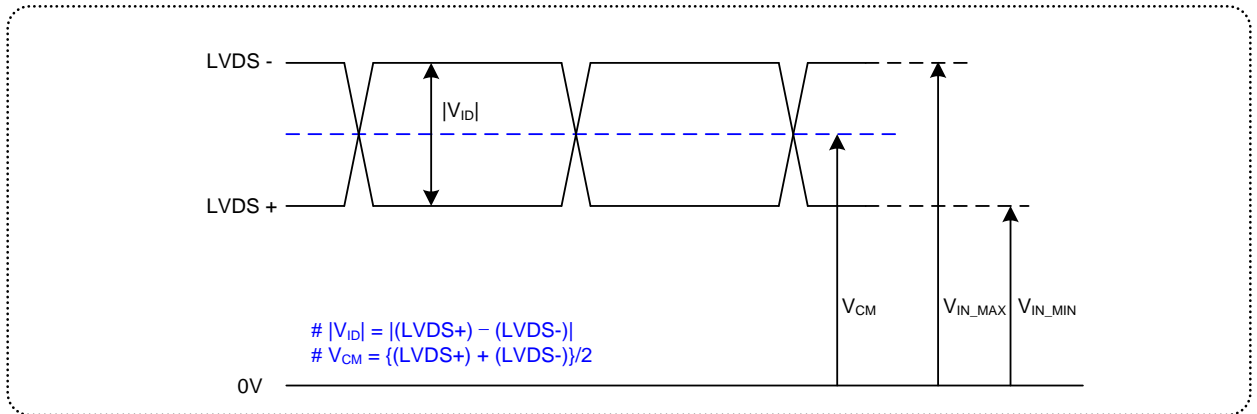 LVDS -
|VID|
LVDS +
VCM
VIN_MAX
VIN_MIN
# |VID| = |(LVDS+) – (LVDS-)|
# VCM = {(LVDS+) + (LVDS-)}/2
0V